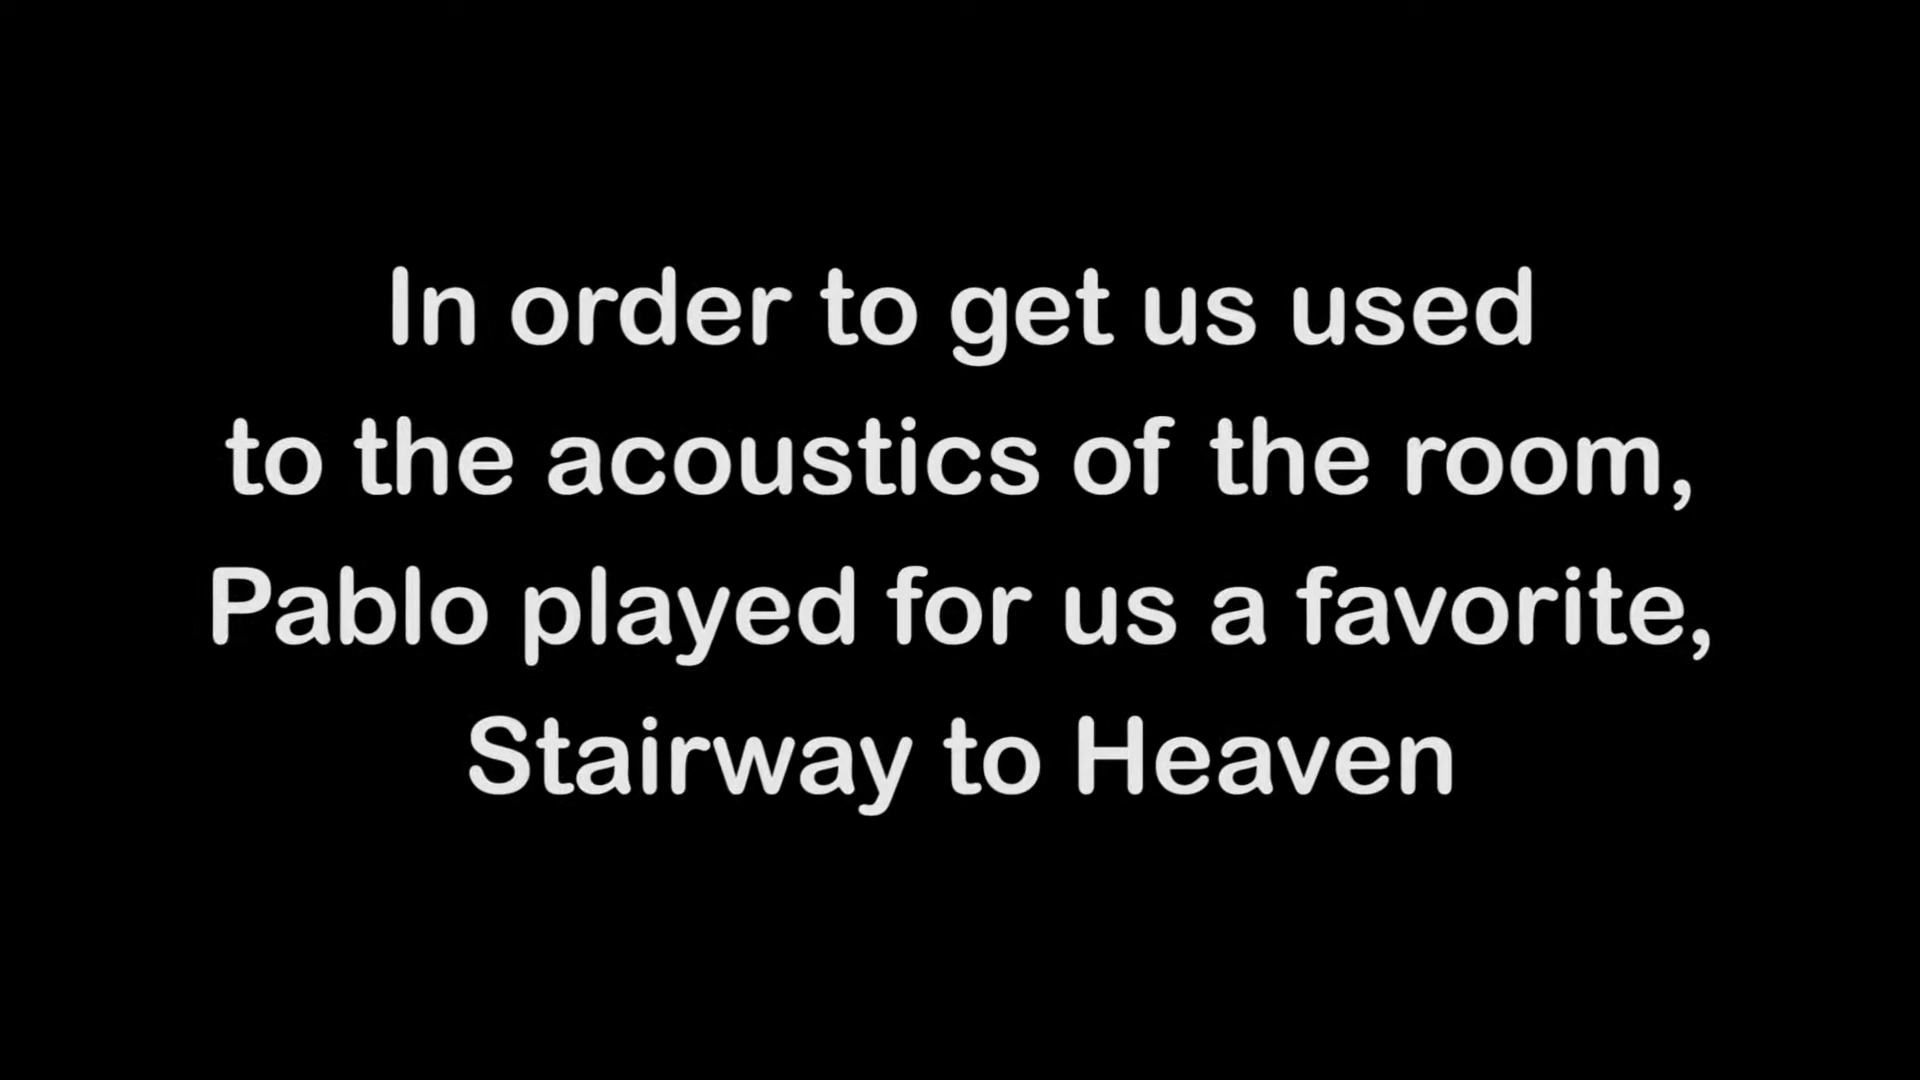 In order to get us used
to the acoustics of the room,
Pablo played for us a favorite,
Stairway to Heaven